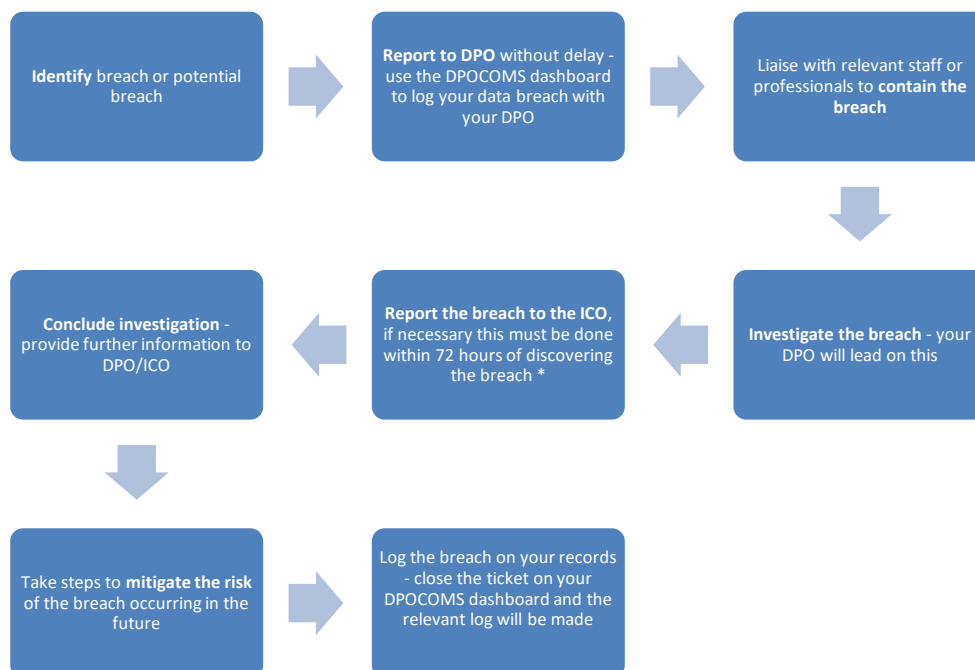 Identify breach or potential
breach
Report to DPO without delay -
use the DPOCOMS dashboard
to log your data breach with
your DPO
Liaise with relevant staff or
professionals to contain the
breach
Investigate the breach - your
DPO will lead on this
Report the breach to the ICO,
if necessary this must be done
within 72 hours of discovering
the breach *
Conclude investigation -
provide further information to
DPO/ICO
Take steps to mitigate the risk
of the breach occurring in the
future
Log the breach on your records
- close the ticket on your
DPOCOMS dashboard and the
relevant log will be made